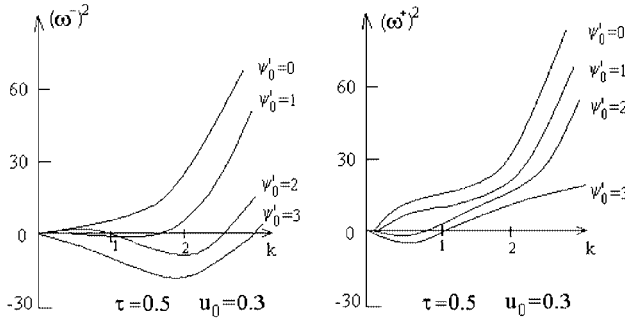 (ω⁻)²
60
30
0
-30
ψ'₀=0
ψ'₀=1
ψ'₀=2
ψ'₀=3
1
2
k
τ=0.5 u₀=0.3
(ω⁺)²
60
30
0
-30
ψ'₀=0
ψ'₀=1
ψ'₀=2
ψ'₀=3
1
2
k
τ=0.5 u₀=0.3